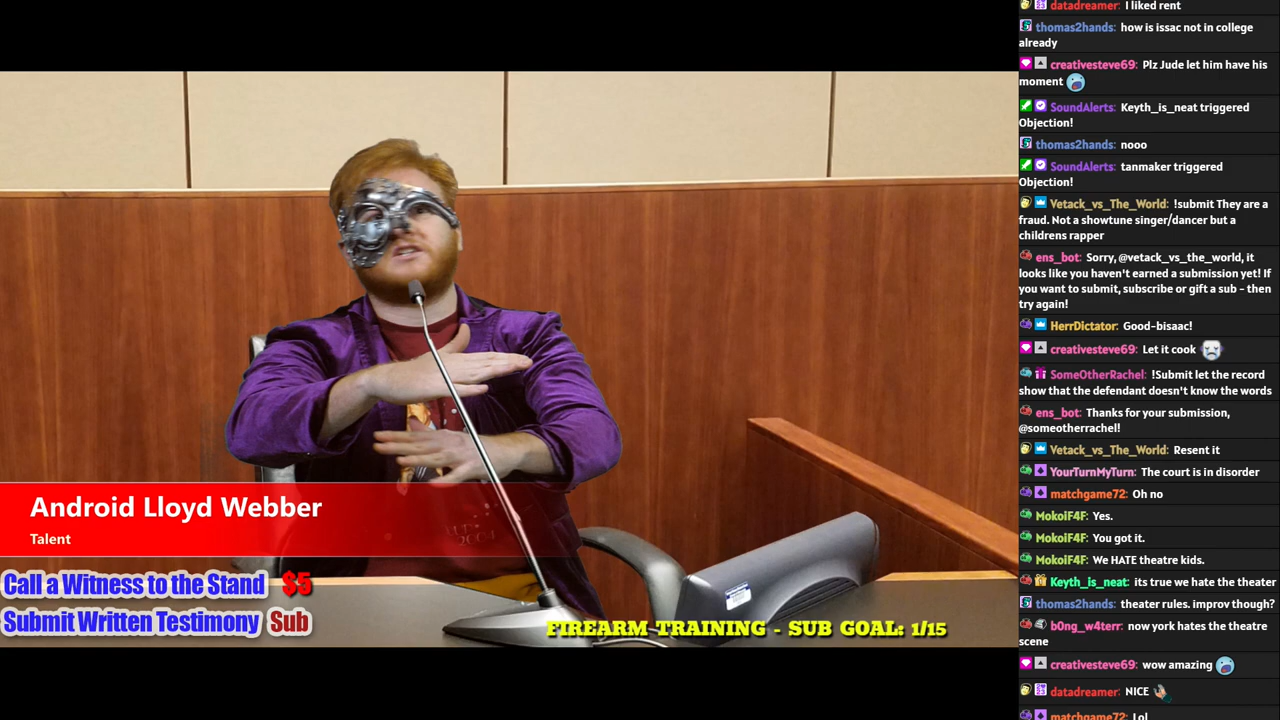 Android Lloyd Webber
Talent
Call a Witness to the Stand $5
Submit Written Testimony Sub
FIREARM TRAINING - SUB GOAL: 1/15
datadreamer: I liked rent
thomas2hands: how is issac not in college
already
creativesteve69: Plz Jude let him have his
moment
SoundAlerts: Keyth_is_neat triggered
Objection!
thomas2hands: nooo
SoundAlerts: tanmaker triggered
Objection!
Vetack_vs_The_World: !submit They are a
fraud. Not a showtune singer/dancer but a
childrens rapper
ens_bot: Sorry, @vetack_vs_the_world, it
looks like you haven't earned a submission yet! If
you want to submit, subscribe or gift a sub - then
try again!
HerrDictator: Good-bisaac!
creativesteve69: Let it cook
SomeOtherRachel: !Submit let the record
show that the defendant doesn't know the words
ens_bot: Thanks for your submission,
@someotherrachel!
Vetack_vs_The_World: Resent it
YourTurnMyTurn: The court is in disorder
matchgame72: Oh no
MokoiF4F: Yes.
MokoiF4F: You got it.
MokoiF4F: We HATE theatre kids.
Keyth_is_neat: its true we hate the theater
thomas2hands: theater rules. improv though?
b0ng_w4terr: now york hates the theatre
scene
creativesteve69: wow amazing
datadreamer: NICE
matchgame72: Lol